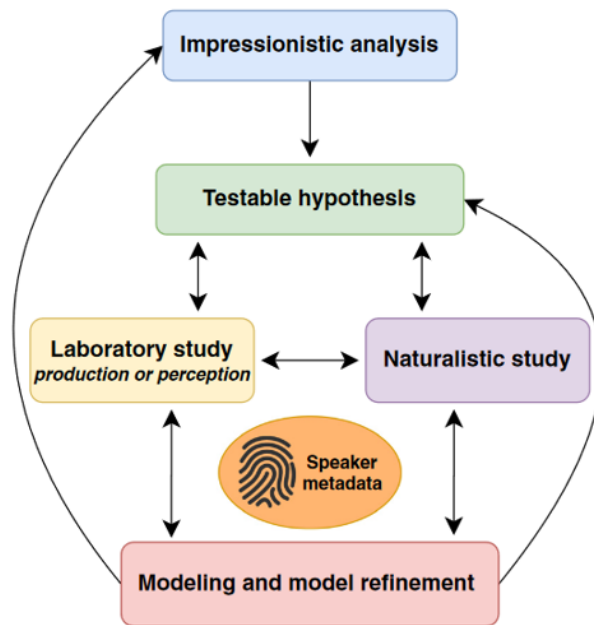 Impressionistic analysis
Testable hypothesis
Laboratory study
production or perception
Naturalistic study
Speaker
metadata
Modeling and model refinement